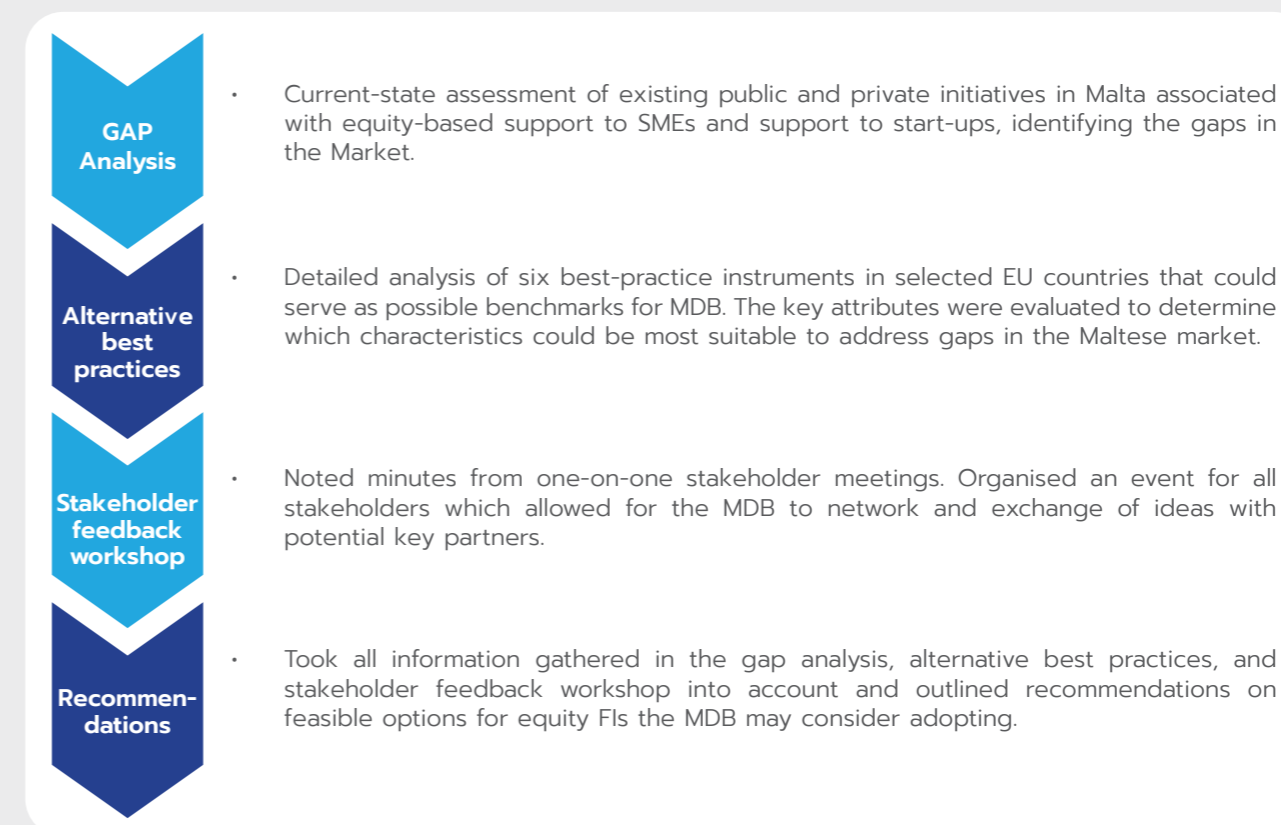 GAP
Analysis
• Current-state assessment of existing public and private initiatives in Malta associated
with equity-based support to SMEs and support to start-ups, identifying the gaps in
the Market.
Alternative
best
practices
• Detailed analysis of six best-practice instruments in selected EU countries that could
serve as possible benchmarks for MDB. The key attributes were evaluated to determine
which characteristics could be most suitable to address gaps in the Maltese market.
Stakeholder
feedback
workshop
• Noted minutes from one-on-one stakeholder meetings. Organised an event for all
stakeholders which allowed for the MDB to network and exchange of ideas with
potential key partners.
Recommen-
dations
• Took all information gathered in the gap analysis, alternative best practices, and
stakeholder feedback workshop into account and outlined recommendations on
feasible options for equity FIs the MDB may consider adopting.